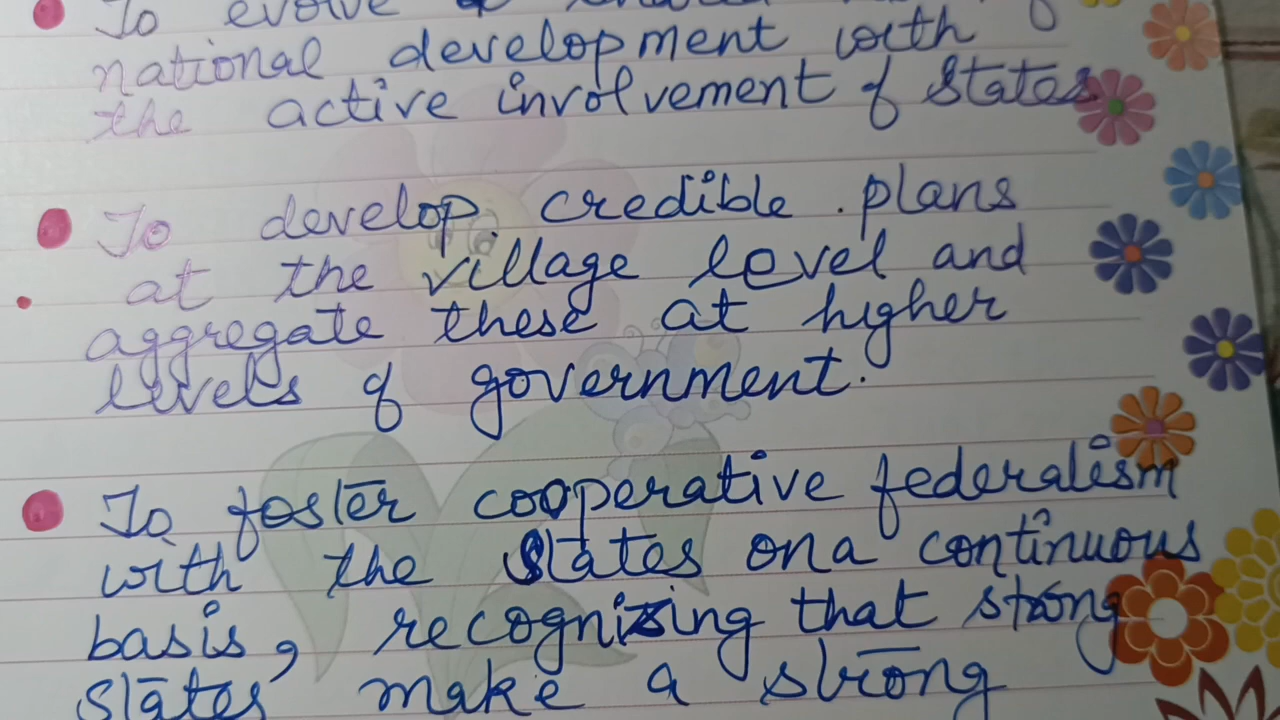 To evolve a
national development with
the active involvement of States
To develop credible plans
at the village level and
aggregate these at higher
levels of government.
To foster cooperative federalism
with the States on a continuous
basis, recognizing that strong
states make a strong